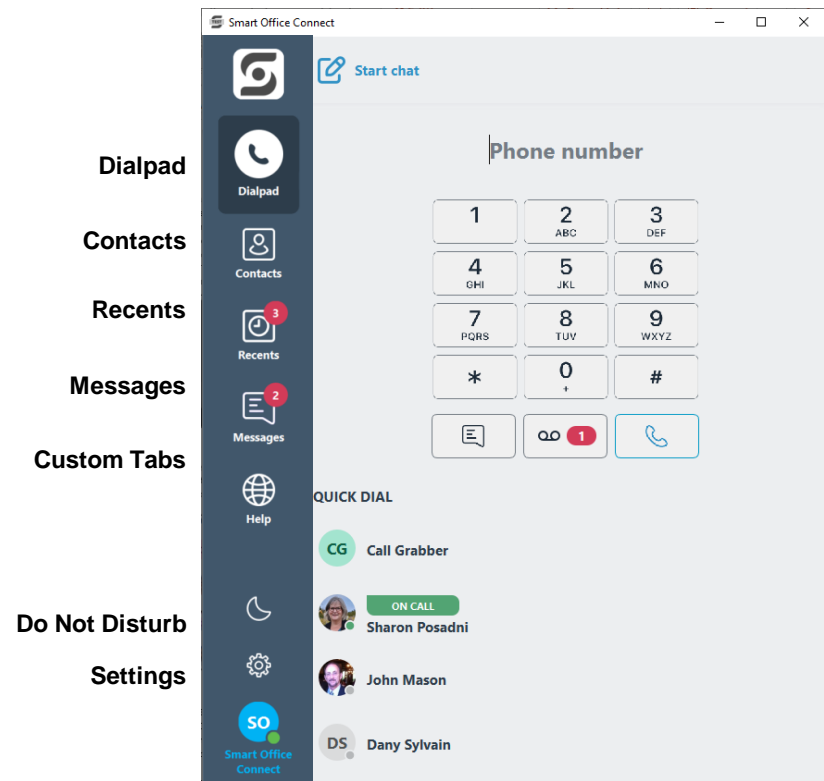 Smart Office Connect
Start chat
Dialpad
Dialpad
Phone number
1
2
ABC
3
DEF
Contacts
Contacts
4
GHI
5
JKL
6
MNO
Recents
3
Recents
7
PQRS
8
TUV
9
WXYZ
Messages
2
Messages
*
0
+
#
1
Custom Tabs
Help
QUICK DIAL
CG
Call Grabber
Do Not Disturb
ON CALL
Sharon Posadni
Settings
John Mason
SO
Smart Office
Connect
DS
Dany Sylvain